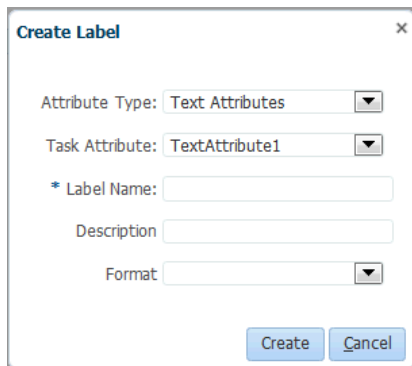 Create Label ×
Attribute Type: Text Attributes
Task Attribute: TextAttribute1
* Label Name:
Description
Format
Create Cancel